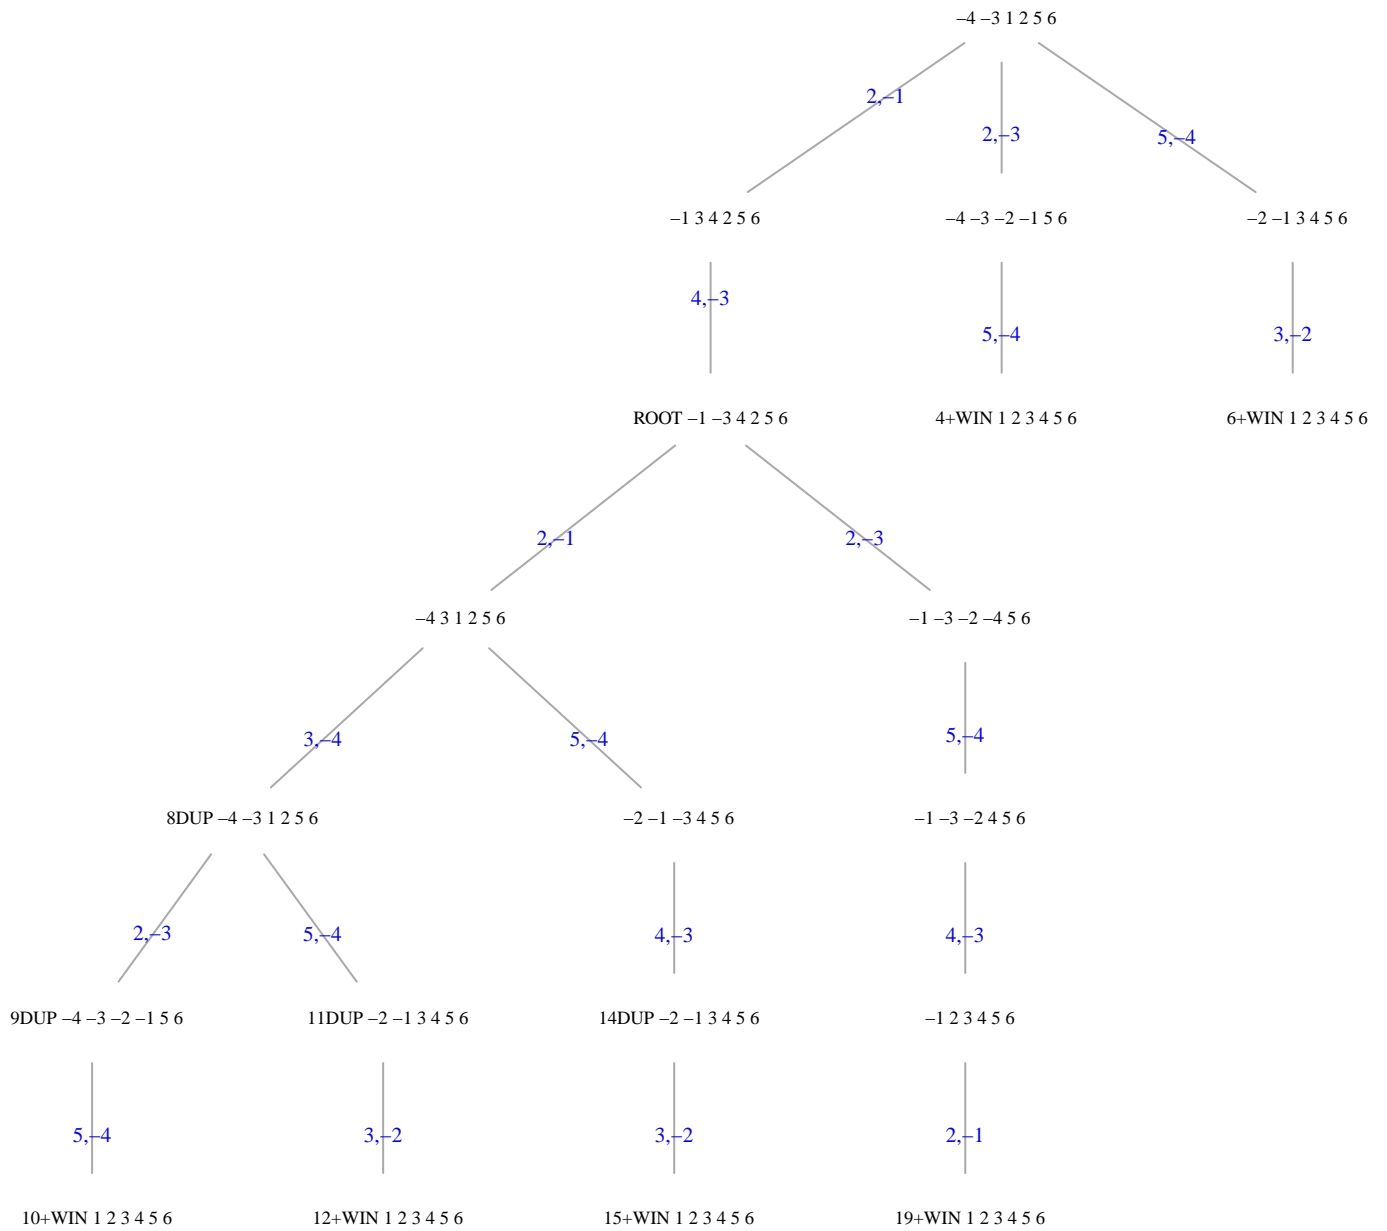 –4 –3 1 2 5 6
2,–1
2,–3
5,–4
–1 3 4 2 5 6
–4 –3 –2 –1 5 6
–2 –1 3 4 5 6
4,–3
5,–4
3,–2
ROOT –1 –3 4 2 5 6
4+WIN 1 2 3 4 5 6
6+WIN 1 2 3 4 5 6
2,–1
2,–3
–4 3 1 2 5 6
–1 –3 –2 –4 5 6
3,–4
5,–4
5,–4
8DUP –4 –3 1 2 5 6
–2 –1 –3 4 5 6
–1 –3 –2 4 5 6
2,–3
5,–4
4,–3
4,–3
9DUP –4 –3 –2 –1 5 6
11DUP –2 –1 3 4 5 6
14DUP –2 –1 3 4 5 6
–1 2 3 4 5 6
5,–4
3,–2
3,–2
2,–1
10+WIN 1 2 3 4 5 6
12+WIN 1 2 3 4 5 6
15+WIN 1 2 3 4 5 6
19+WIN 1 2 3 4 5 6